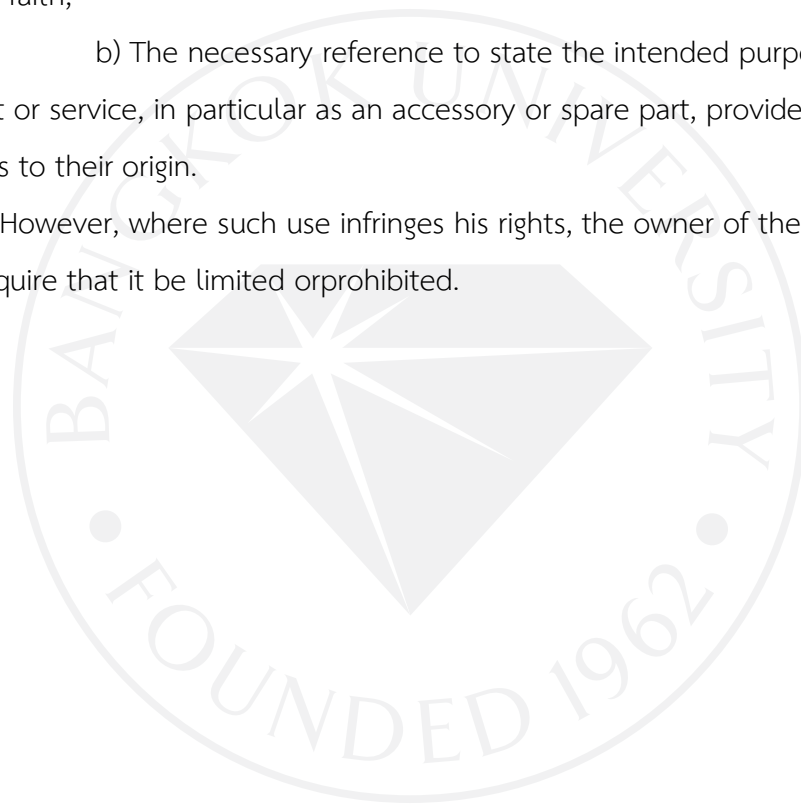 faith;
b) The necessary reference to state the intended purpo
t or service, in particular as an accessory or spare part, provide
s to their origin.
However, where such use infringes his rights, the owner of the
quire that it be limited orprohibited.
BANGKOK UNIVERSITY
• FOUNDED 1962 •